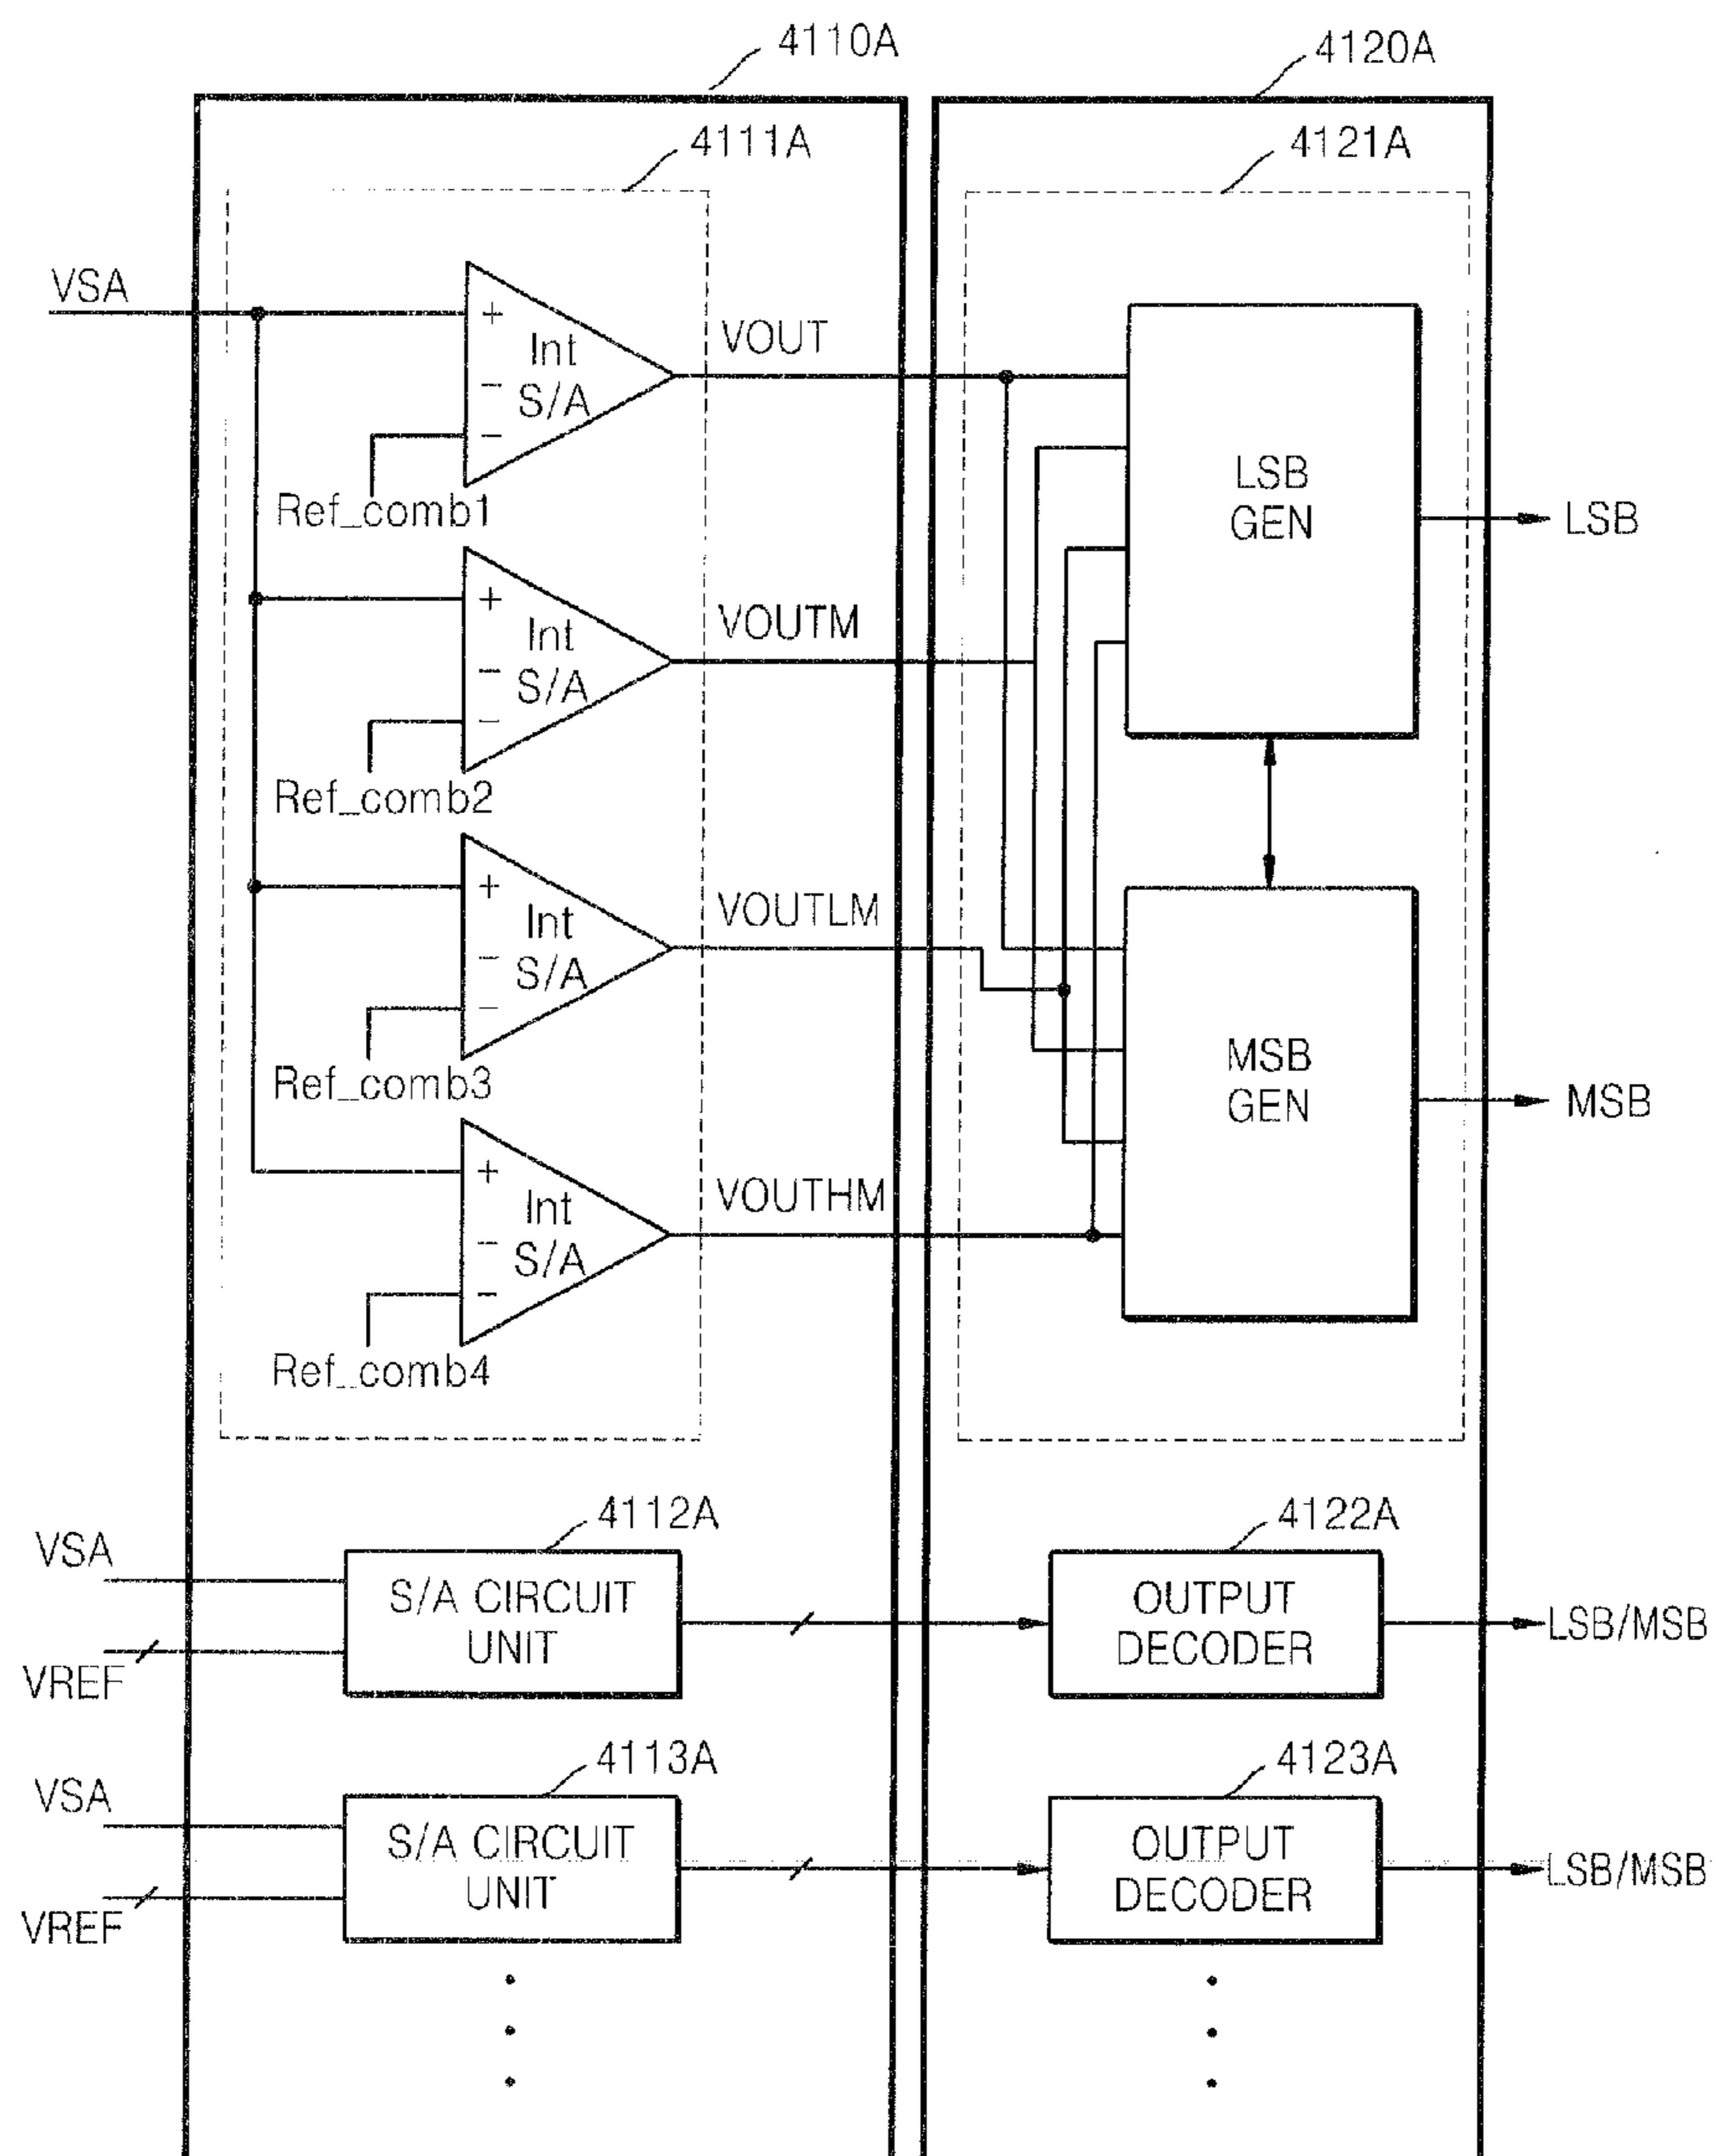 4110A
4120A
4111A
4121A
VSA
+
Int
−
S/A
−
Ref_comb1
VOUT
LSB
GEN
LSB
+
Int
−
S/A
−
Ref_comb2
VOUTM
+
Int
−
S/A
−
Ref_comb3
VOUTLM
MSB
GEN
MSB
+
Int
−
S/A
−
Ref_comb4
VOUTHM
4112A
4122A
VSA
VREF
S/A CIRCUIT
UNIT
OUTPUT
DECODER
LSB/MSB
4113A
4123A
VSA
VREF
S/A CIRCUIT
UNIT
OUTPUT
DECODER
LSB/MSB